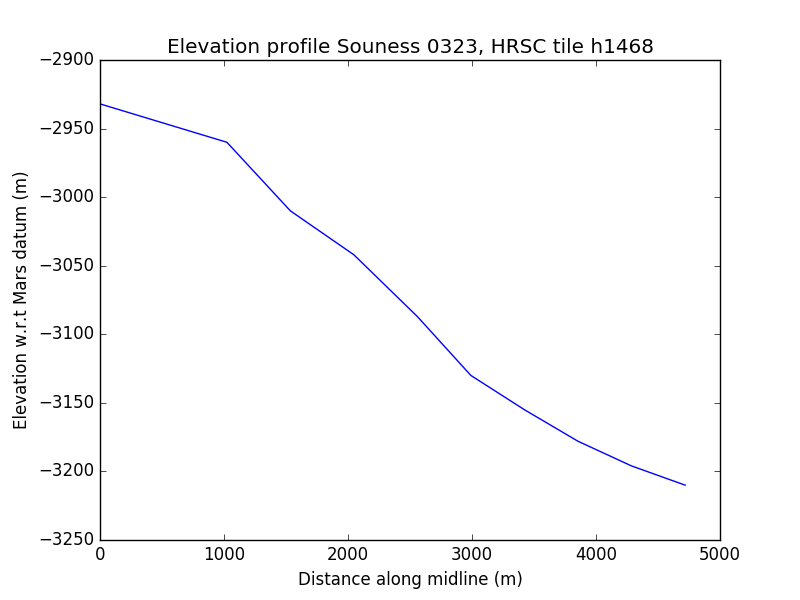 Elevation profile Souness 0323, HRSC tile h1468
−2900
−2950
−3000
−3050
−3100
−3150
−3200
−3250
Elevation w.r.t Mars datum (m)
0 1000 2000 3000 4000 5000
Distance along midline (m)